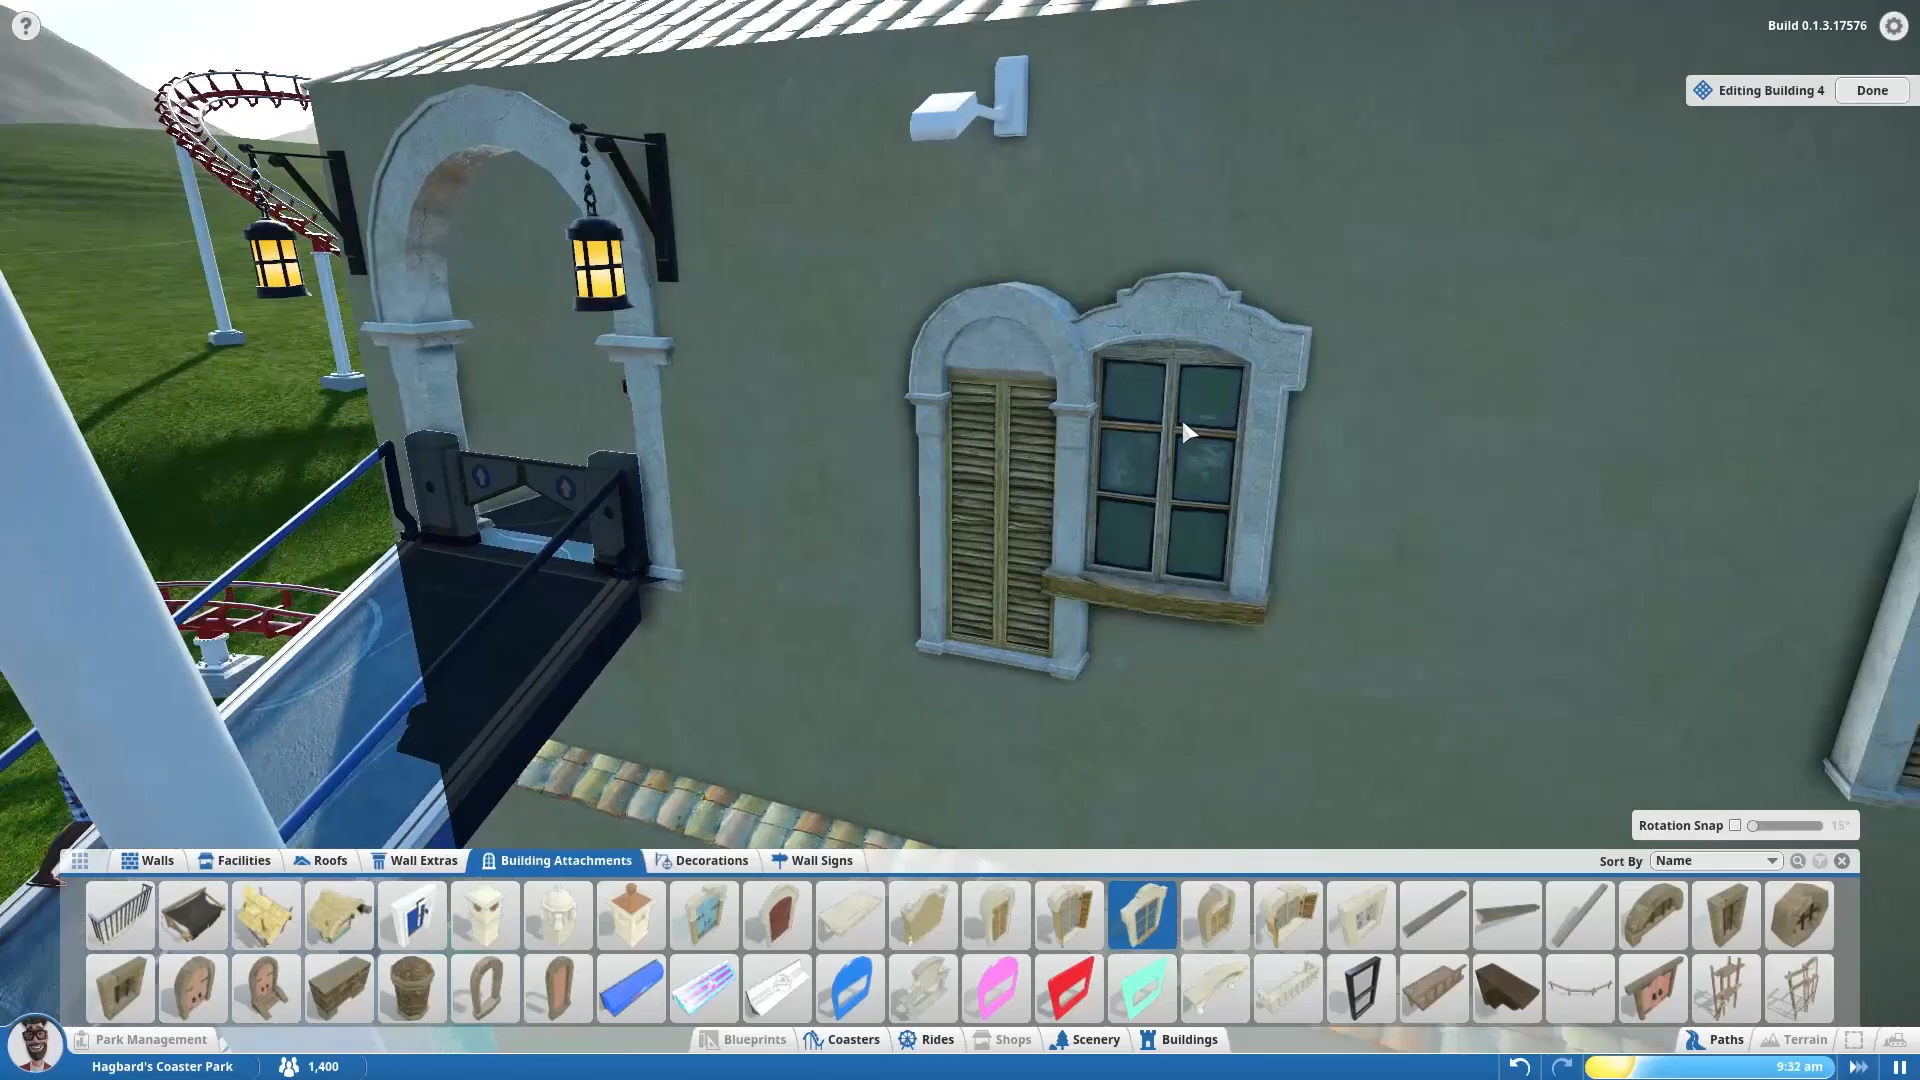 ?
Build 0.1.3.17576
Editing Building 4
Done
Rotation Snap
15°
Walls
Facilities
Roofs
Wall Extras
Building Attachments
Decorations
Wall Signs
Sort By
Name
Park Management
Blueprints
Coasters
Rides
Shops
Scenery
Buildings
Paths
Terrain
Hagbard's Coaster Park
1,400
9:32 am